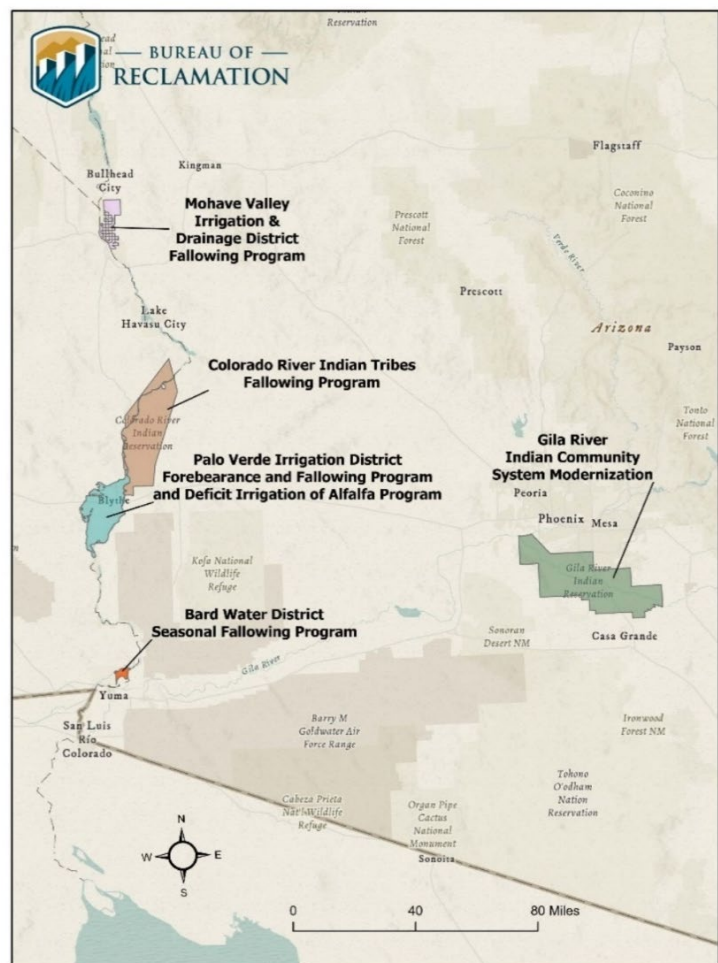 BUREAU OF
RECLAMATION
Flagstaff
Kingman
Bullhead
City
Coconino
National
Forest
Mohave Valley
Irrigation &
Drainage District
Fallowing Program
Prescott
National
Forest
Verde River
Prescott
Lake
Havasu City
Arizona
Payson
Colorado River Indian Tribes
Fallowing Program
Tonto
National
Forest
Colorado River
Indian
Reservation
Gila River
Indian Community
System Modernization
Palo Verde Irrigation District
Forebearance and Fallowing Program
and Deficit Irrigation of Alfalfa Program
Blythe
Peoria
Phoenix
Mesa
Kofa National
Wildlife
Refuge
Gila River
Indian
Reservation
Bard Water District
Seasonal Fallowing Program
Sonoran
Desert NM
Casa Grande
Gila River
Yuma
San Luis
Río
Colorado
Barry M
Goldwater Air
Force Range
Ironwood
Forest NM
Tohono
O'odham
Nation
Reservation
Cabeza Prieta
Nat'l Wildlife
Refuge
Organ Pipe
Cactus
National
Monument
Sonoita
N
W E
S
0 40 80 Miles